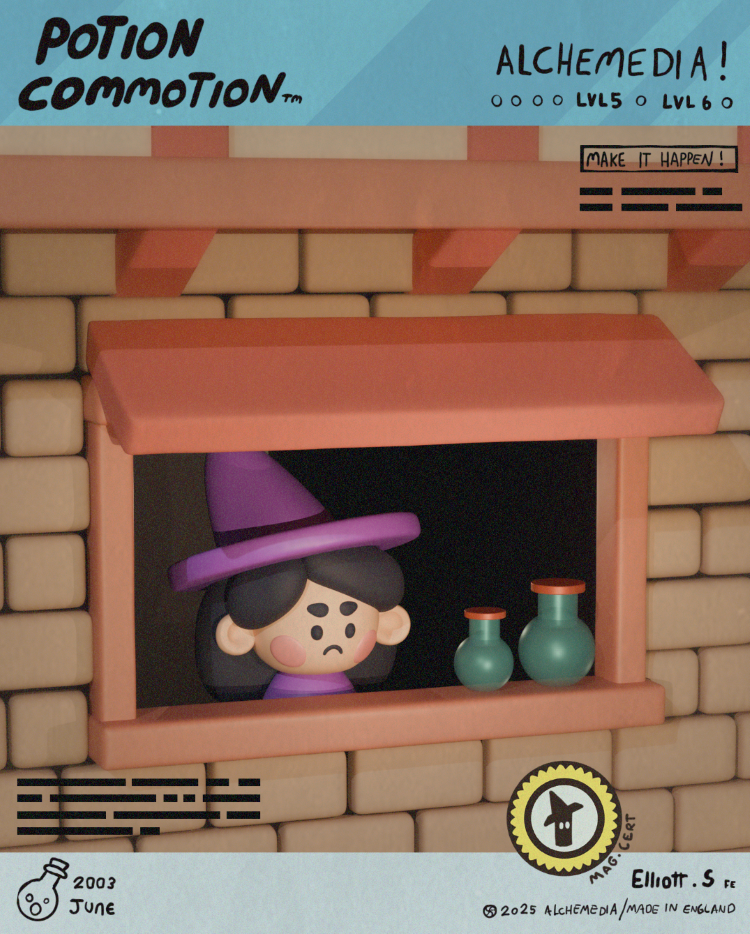 POTION
COMMOTION™
ALCHEMEDIA!
LVL5 LVL6
MAKE IT HAPPEN!
MAG. CERT
2003
JUNE
Elliott.S FE
©2025 ALCHEMEDIA/MADE IN ENGLAND